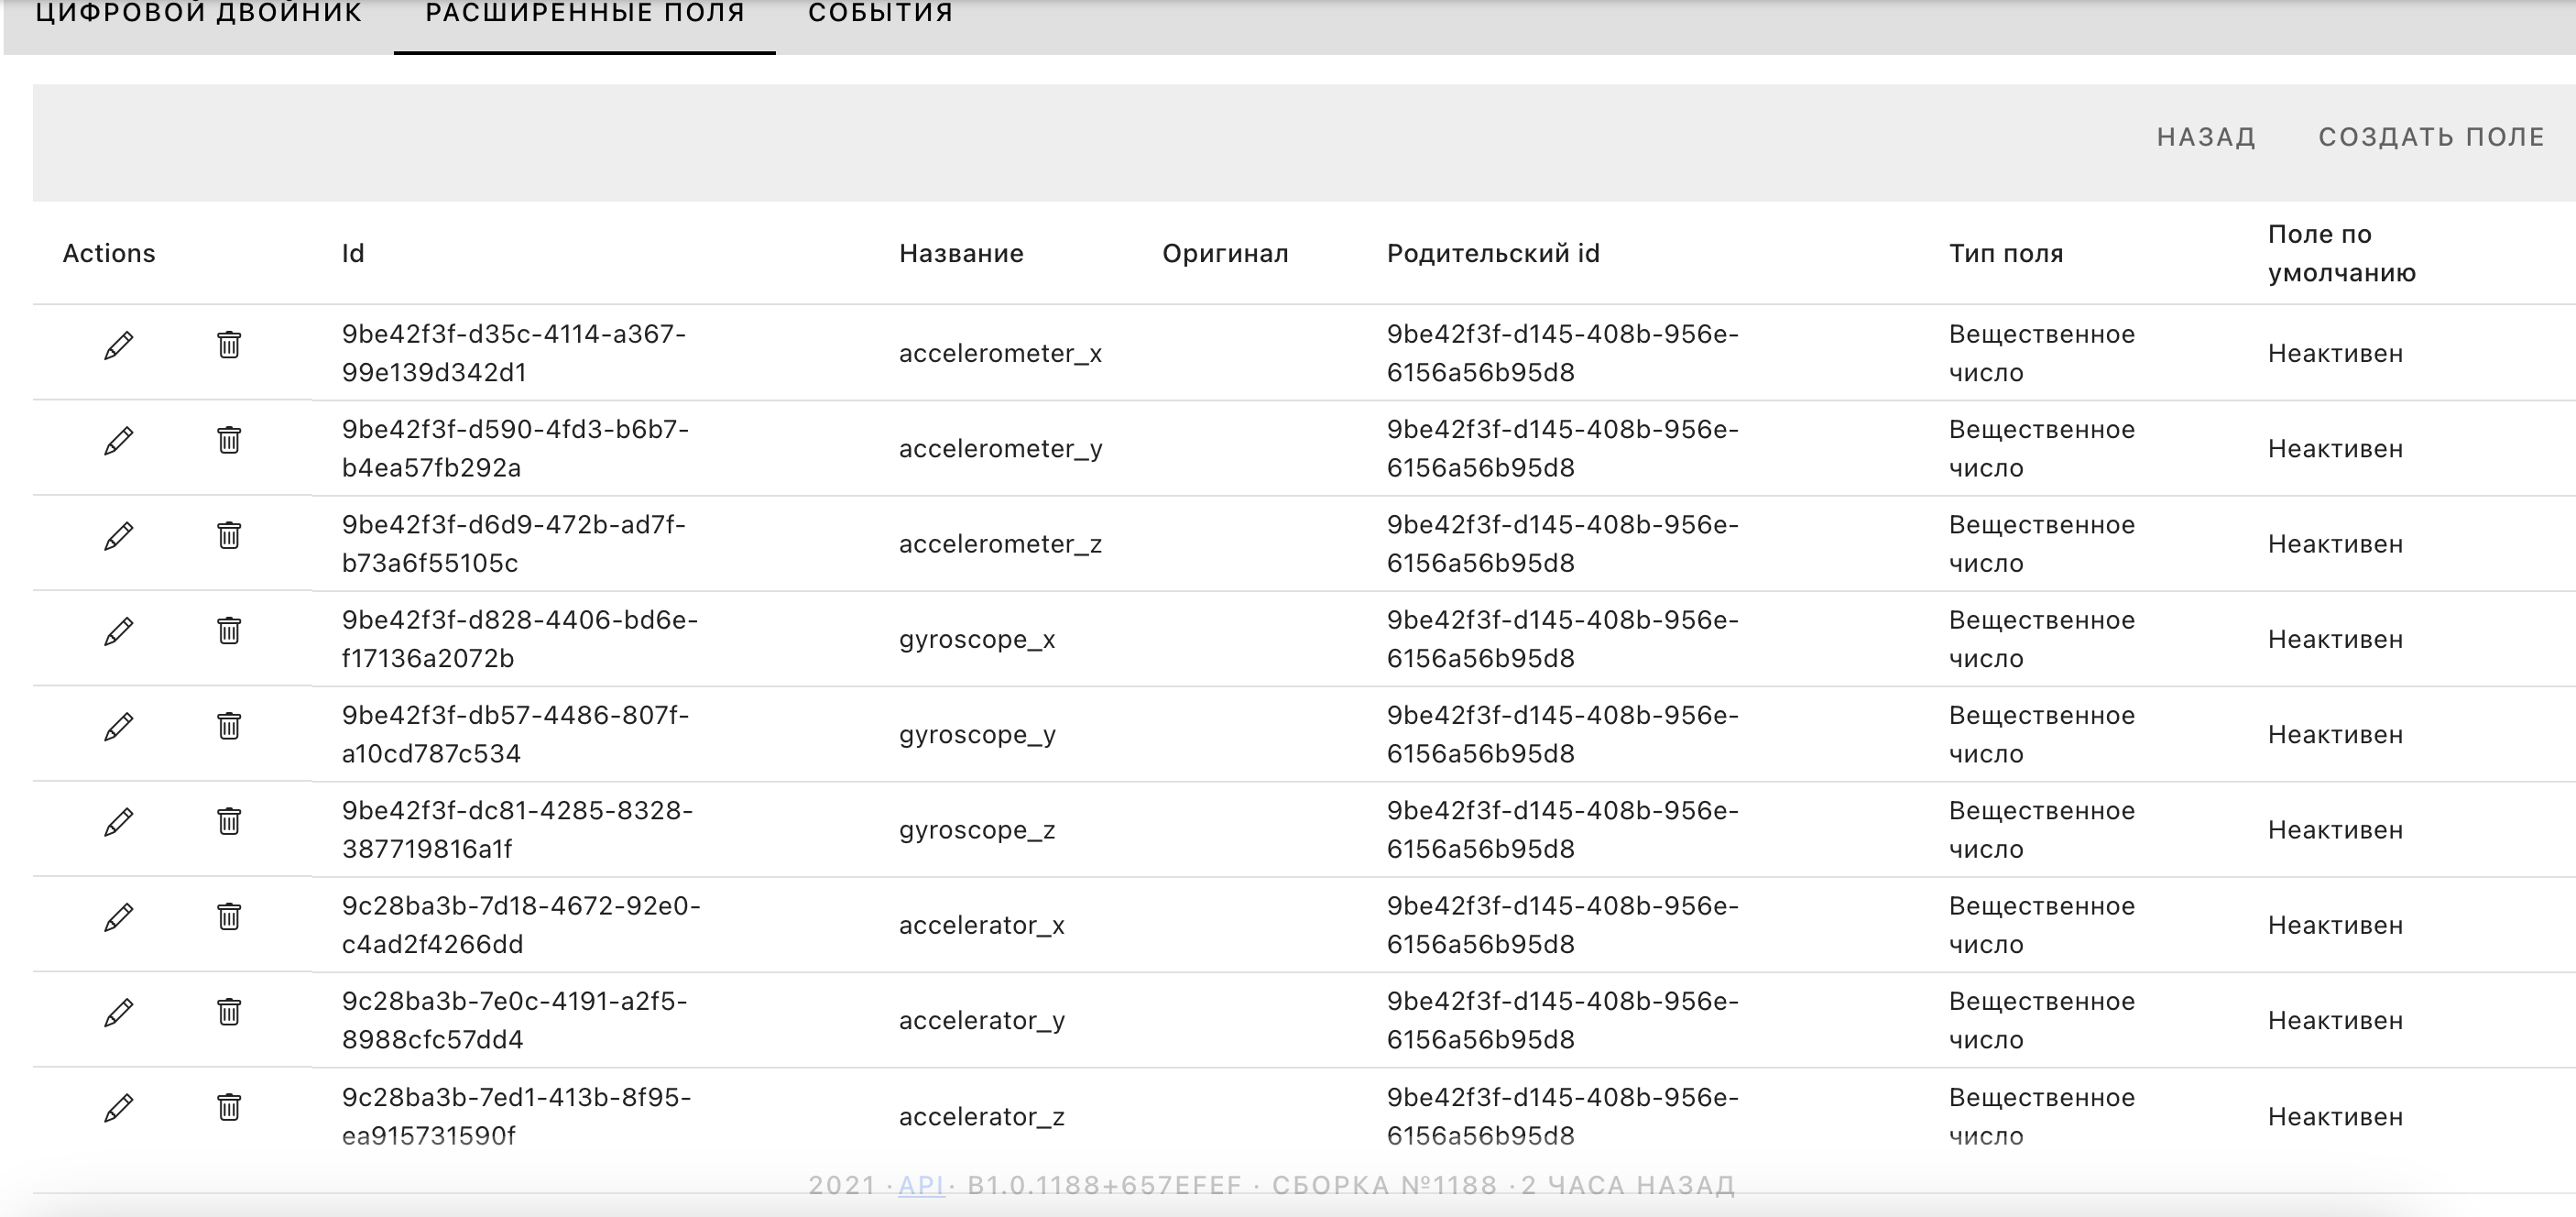 ЦИФРОВОЙ ДВОЙНИК РАСШИРЕННЫЕ ПОЛЯ СОБЫТИЯ
НАЗАД СОЗДАТЬ ПОЛЕ
Actions Id Название Оригинал Родительский id Тип поля Поле по
умолчанию
9be42f3f-d35c-4114-a367- accelerometer_x 9be42f3f-d145-408b-956e- Вещественное Неактивен
99e139d342d1 6156a56b95d8 число
9be42f3f-d590-4fd3-b6b7- accelerometer_y 9be42f3f-d145-408b-956e- Вещественное Неактивен
b4ea57fb292a 6156a56b95d8 число
9be42f3f-d6d9-472b-ad7f- accelerometer_z 9be42f3f-d145-408b-956e- Вещественное Неактивен
b73a6f55105c 6156a56b95d8 число
9be42f3f-d828-4406-bd6e- gyroscope_x 9be42f3f-d145-408b-956e- Вещественное Неактивен
f17136a2072b 6156a56b95d8 число
9be42f3f-db57-4486-807f- gyroscope_y 9be42f3f-d145-408b-956e- Вещественное Неактивен
a10cd787c534 6156a56b95d8 число
9be42f3f-dc81-4285-8328- gyroscope_z 9be42f3f-d145-408b-956e- Вещественное Неактивен
387719816a1f 6156a56b95d8 число
9c28ba3b-7d18-4672-92e0- accelerator_x 9be42f3f-d145-408b-956e- Вещественное Неактивен
c4ad2f4266dd 6156a56b95d8 число
9c28ba3b-7e0c-4191-a2f5- accelerator_y 9be42f3f-d145-408b-956e- Вещественное Неактивен
8988cfc57dd4 6156a56b95d8 число
9c28ba3b-7ed1-413b-8f95- accelerator_z 9be42f3f-d145-408b-956e- Вещественное Неактивен
ea915731590f 6156a56b95d8 число
2021 · API · B1.0.1188+657EFEF · СБОРКА №1188 · 2 ЧАСА НАЗАД